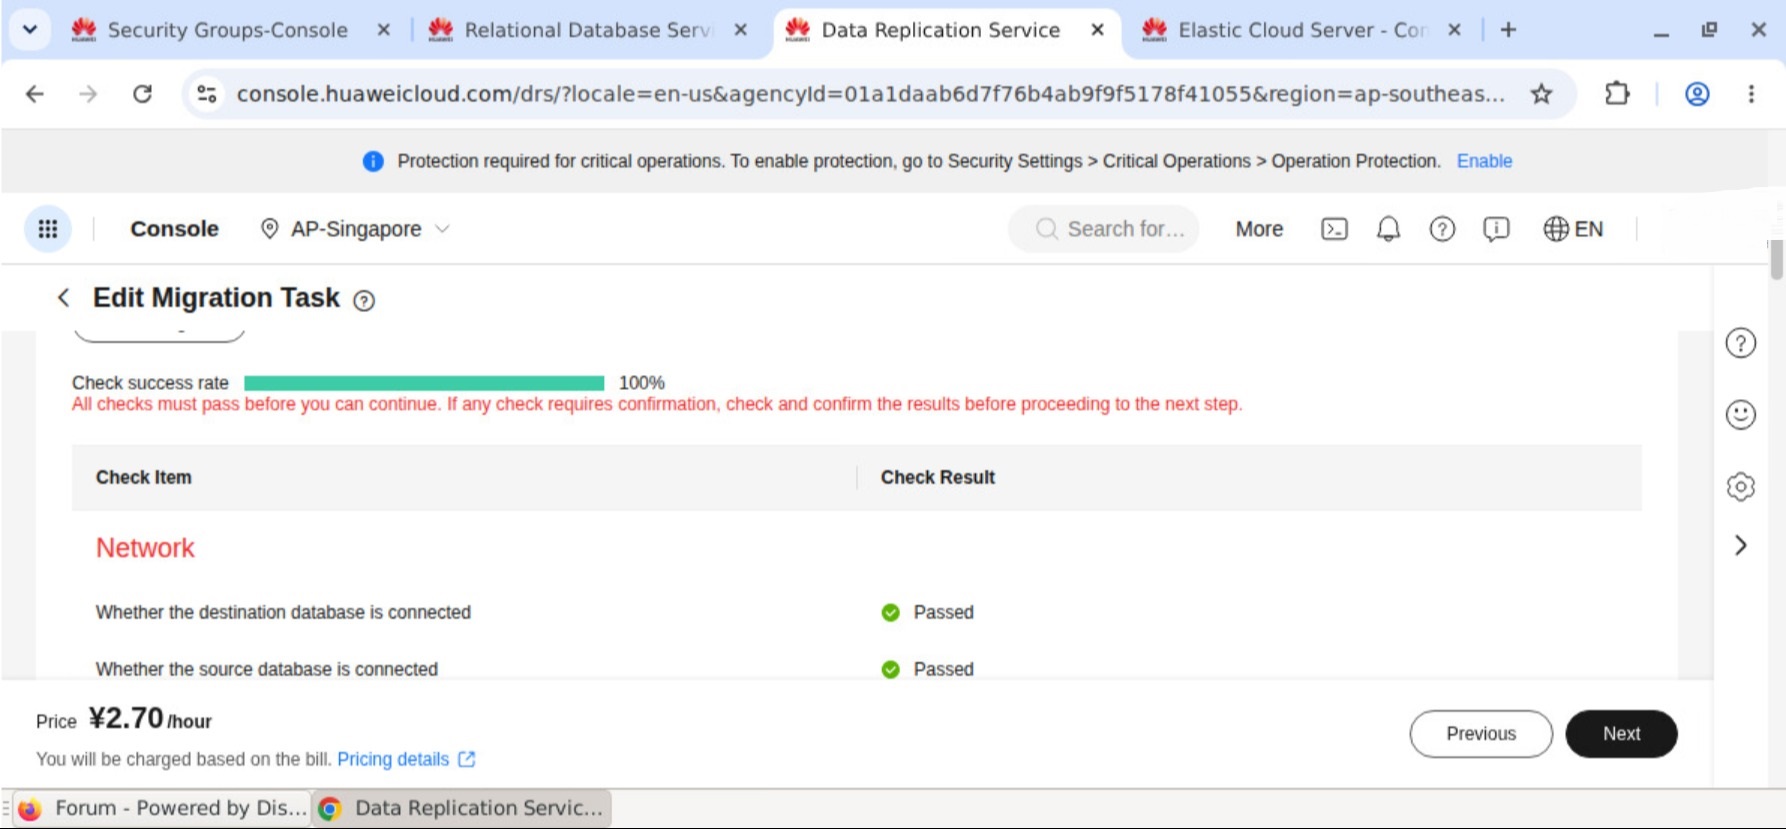 Security Groups-Console
Relational Database Servi
Data Replication Service
Elastic Cloud Server - Con
console.huaweicloud.com/drs/?locale=en-us&agencyId=01a1daab6d7f76b4ab9f9f5178f41055&region=ap-southeas...
Protection required for critical operations. To enable protection, go to Security Settings > Critical Operations > Operation Protection. Enable
Console AP-Singapore Search for... More EN
Edit Migration Task
Check success rate 100%
All checks must pass before you can continue. If any check requires confirmation, check and confirm the results before proceeding to the next step.
Check Item Check Result
Network
Whether the destination database is connected Passed
Whether the source database is connected Passed
Price ¥2.70 /hour
You will be charged based on the bill. Pricing details
Previous Next
Forum - Powered by Dis... Data Replication Servic...